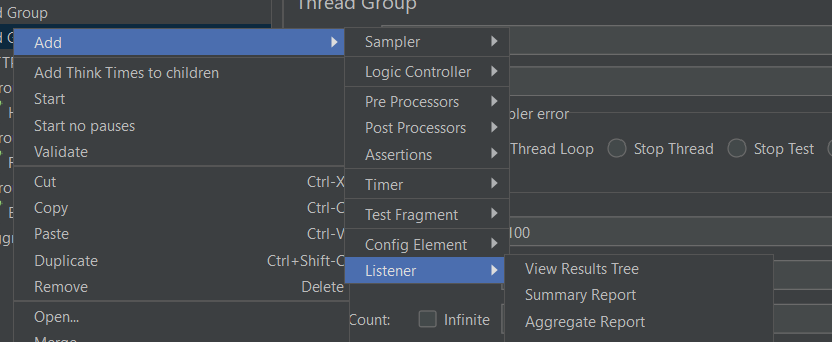 d Group
Thread Group
Add
Sampler
Add Think Times to children
Logic Controller
Start
Pre Processors
Start no pauses
Post Processors
pler error
Validate
Assertions
Thread Loop Stop Thread Stop Test
Cut Ctrl-X
Timer
Copy Ctrl-C
Test Fragment
Paste Ctrl-V
Config Element
100
Duplicate Ctrl+Shift-C
Listener
View Results Tree
Remove Delete
Summary Report
Open...
Count: Infinite
Aggregate Report